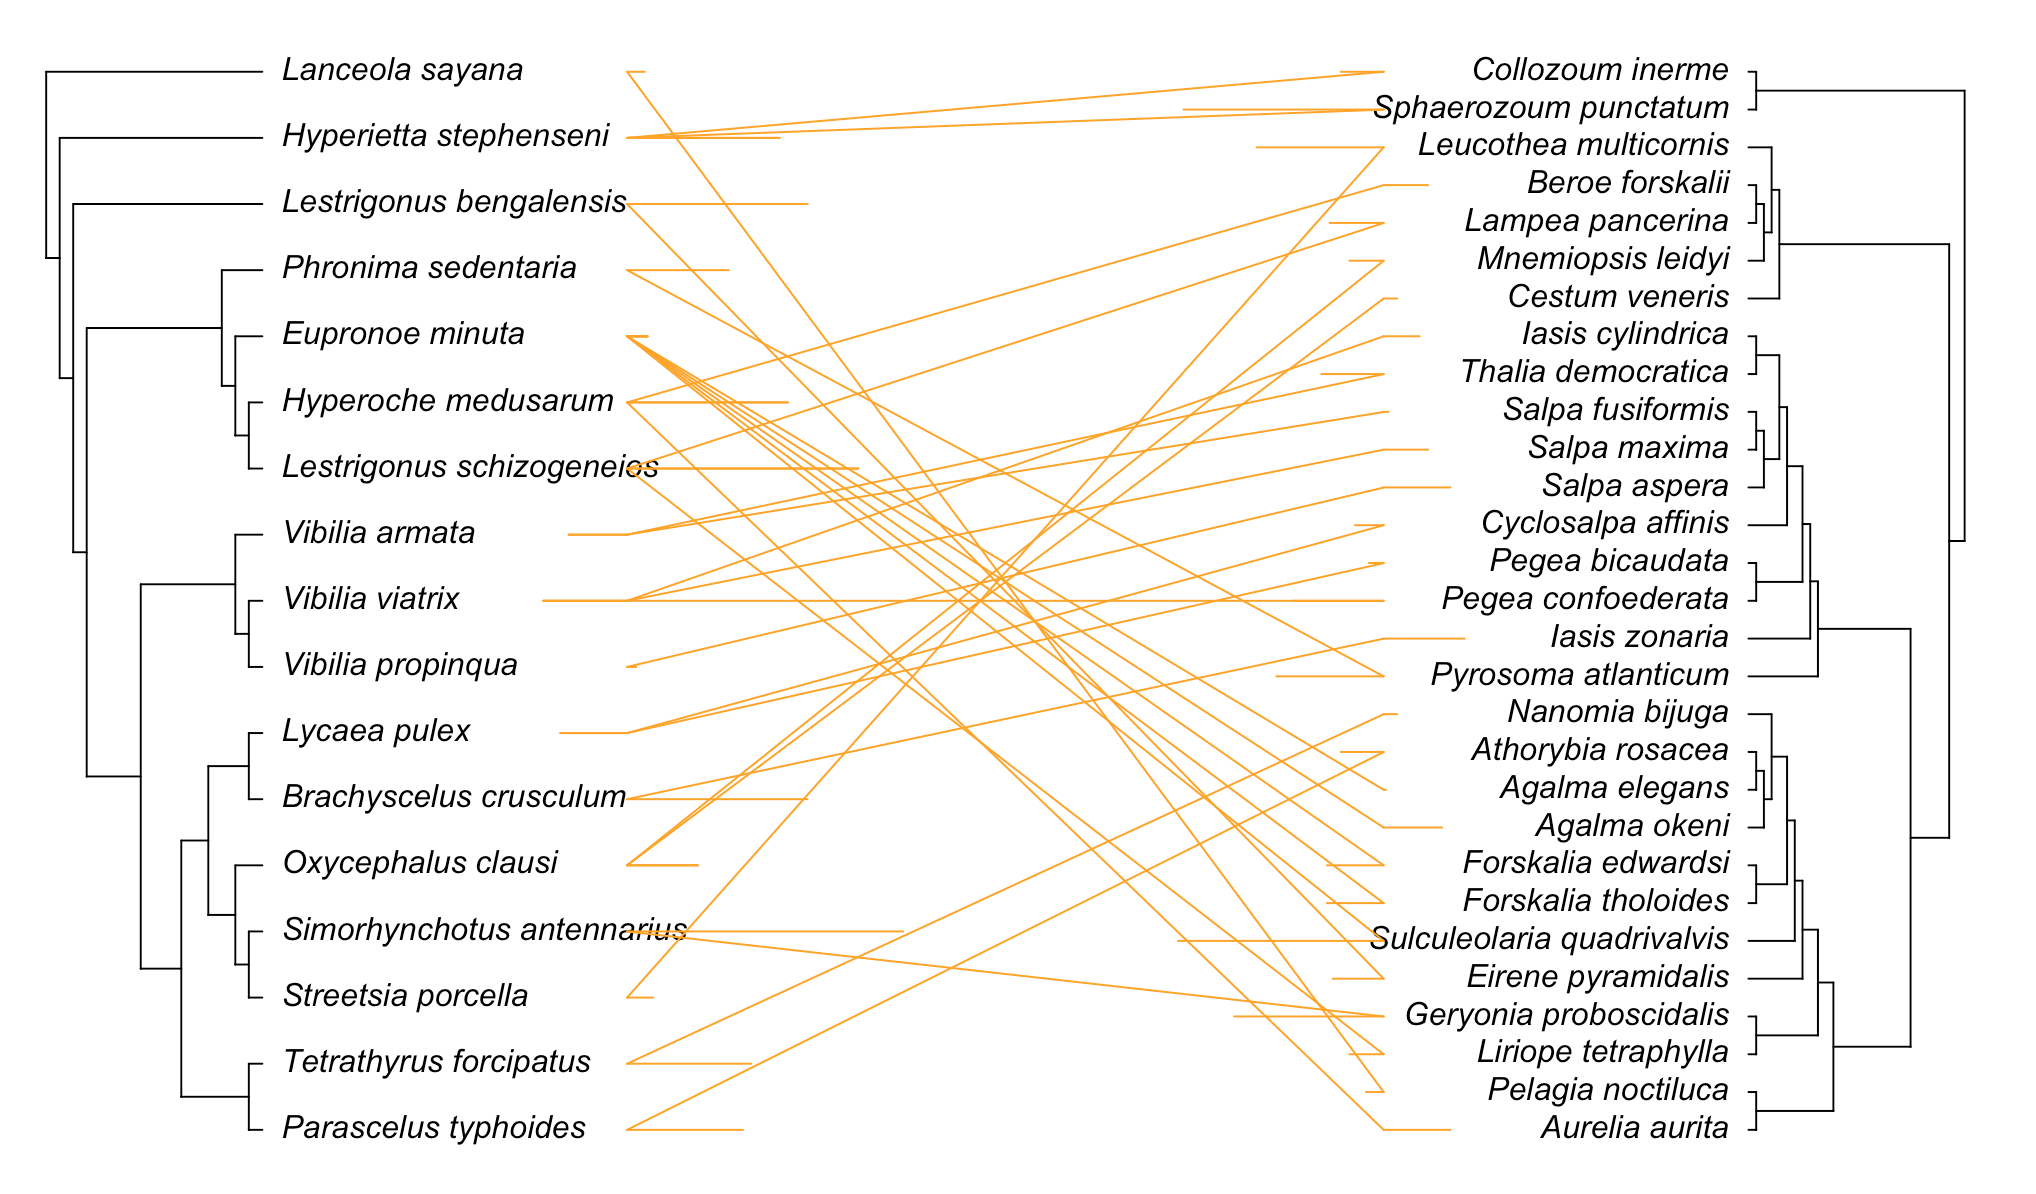 Lanceola sayana
Hyperietta stephenseni
Lestrigonus bengalensis
Phronima sedentaria
Eupronoe minuta
Hyperoche medusarum
Lestrigonus schizogeneios
Vibilia armata
Vibilia viatrix
Vibilia propinqua
Lycaea pulex
Brachyscelus crusculum
Oxycephalus clausi
Simorhynchotus antennarius
Streetsia porcella
Tetrathyrus forcipatus
Parascelus typhoides
Collozoum inerme
Sphaerozoum punctatum
Leucothea multicornis
Beroe forskalii
Lampea pancerina
Mnemiopsis leidyi
Cestum veneris
Iasis cylindrica
Thalia democratica
Salpa fusiformis
Salpa maxima
Salpa aspera
Cyclosalpa affinis
Pegea bicaudata
Pegea confoederata
Iasis zonaria
Pyrosoma atlanticum
Nanomia bijuga
Athorybia rosacea
Agalma elegans
Agalma okeni
Forskalia edwardsi
Forskalia tholoides
Sulculeolaria quadrivalvis
Eirene pyramidalis
Geryonia proboscidalis
Liriope tetraphylla
Pelagia noctiluca
Aurelia aurita